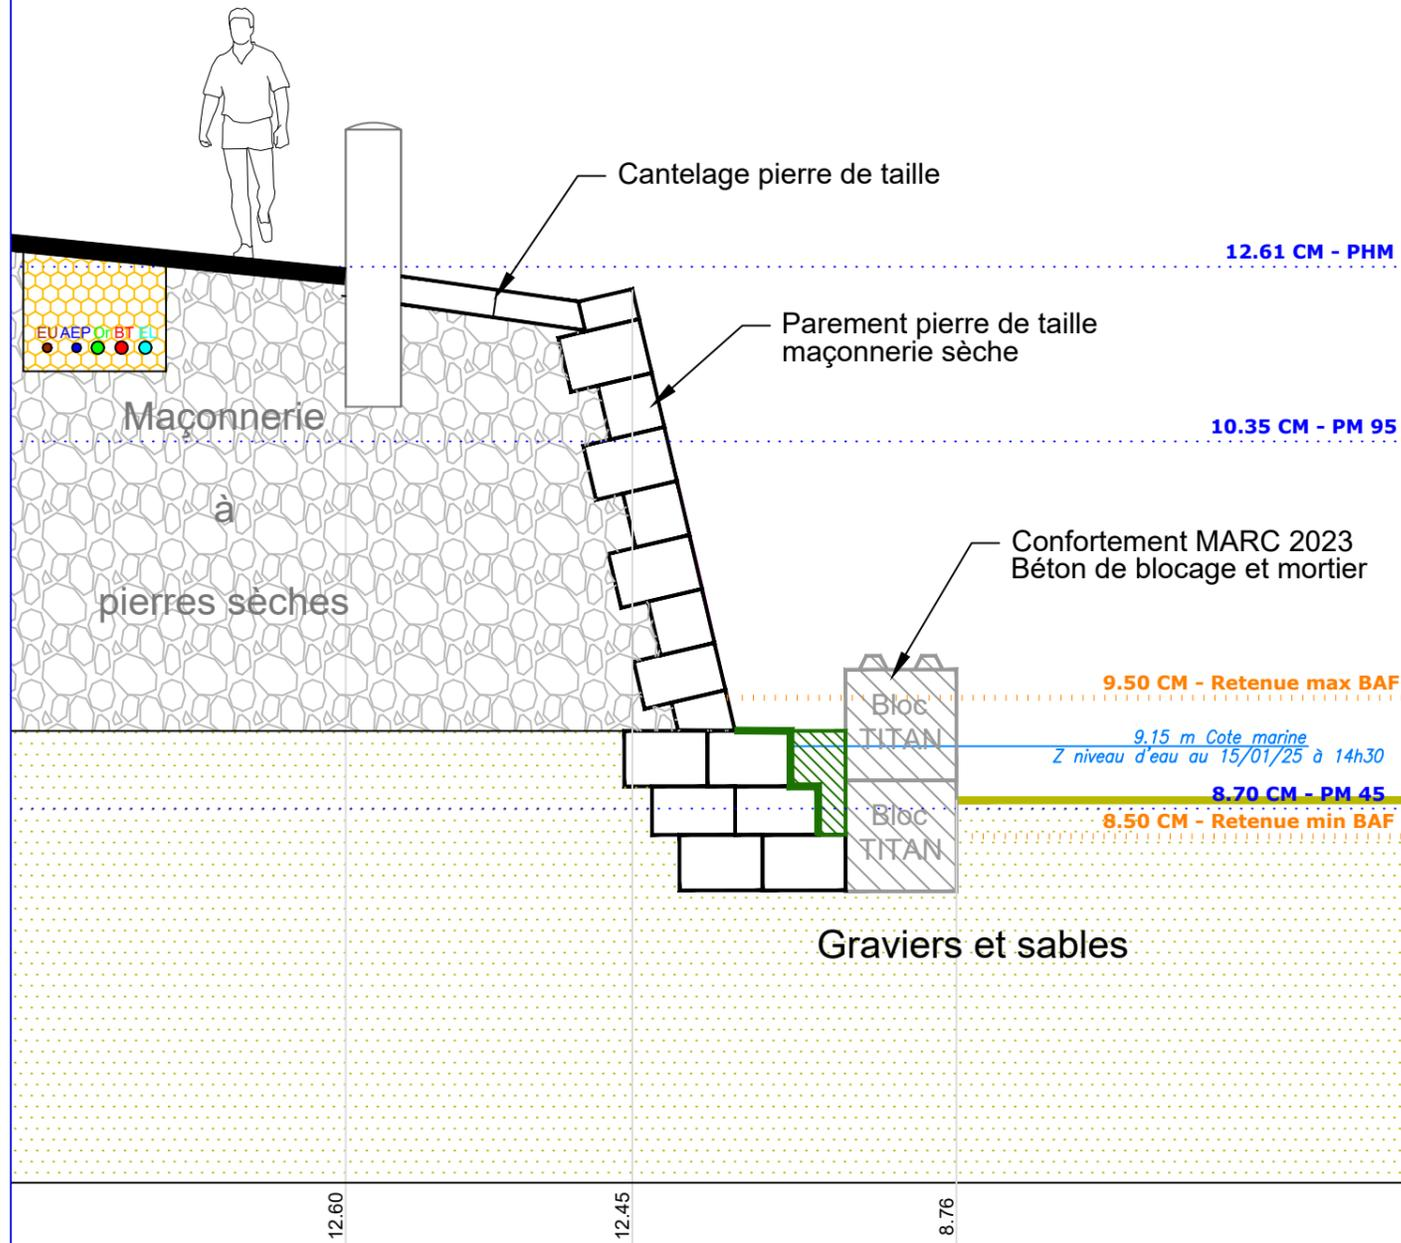 Cantelage pierre de taille
12.61 CM - PHM
Parement pierre de taille
maçonnerie sèche
EU AEP Or BT FL
Maçonnerie
à
pierres sèches
10.35 CM - PM 95
Confortement MARC 2023
Béton de blocage et mortier
9.50 CM - Retenue max BAF
Bloc
TITAN
9.15 m Cote marine
Z niveau d'eau au 15/01/25 à 14h30
8.70 CM - PM 45
8.50 CM - Retenue min BAF
Bloc
TITAN
Graviers et sables
12.60
12.45
8.76